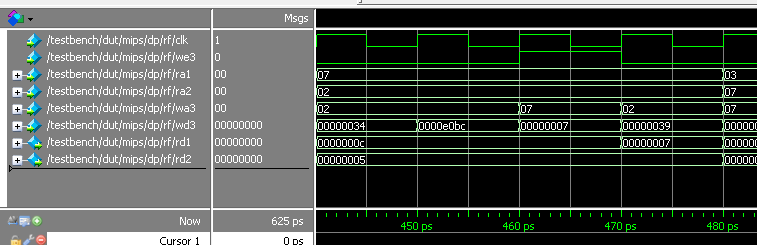 Msgs
/testbench/dut/mips/dp/rf/clk 1
/testbench/dut/mips/dp/rf/we3 0
/testbench/dut/mips/dp/rf/ra1 00 07 03
/testbench/dut/mips/dp/rf/ra2 00 02 07
/testbench/dut/mips/dp/rf/wa3 00 02 07 02 07
/testbench/dut/mips/dp/rf/wd3 00000000 00000034 0000e0bc 00000007 00000039 000000
/testbench/dut/mips/dp/rf/rd1 00000000 0000000c 00000007 000000
/testbench/dut/mips/dp/rf/rd2 00000000 00000005 000000
Now 625 ps 450 ps 460 ps 470 ps 480 ps
Cursor 1 0 ps